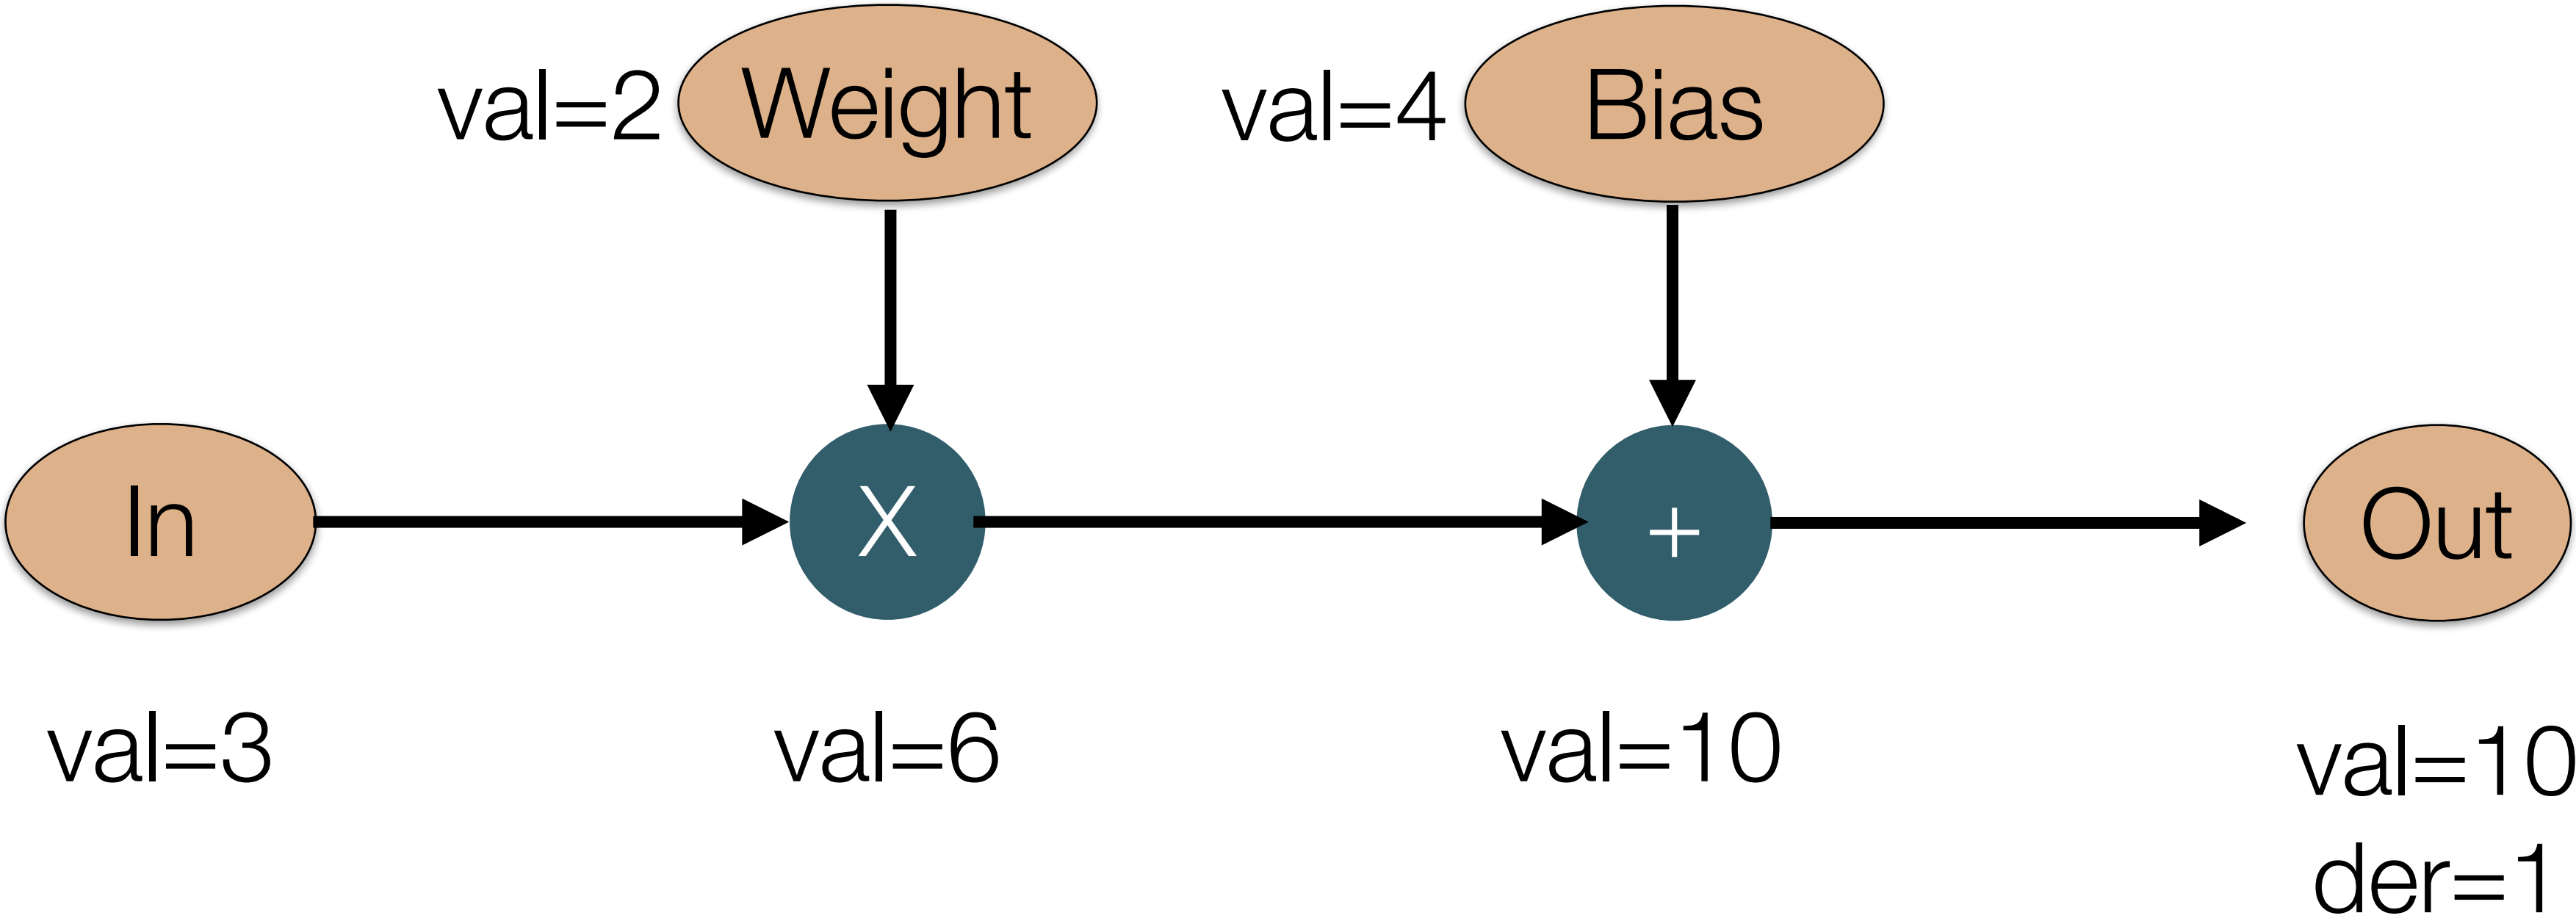 val=2 Weight
val=4 Bias
In
X
+
Out
val=3
val=6
val=10
val=10
der=1